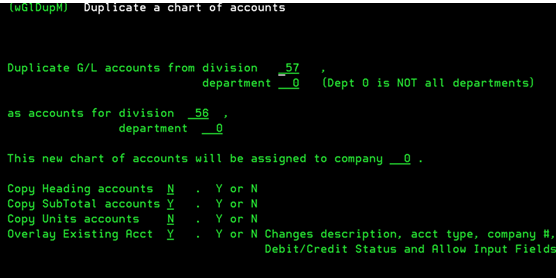 (wGlDupM) Duplicate a chart of accounts
Duplicate G/L accounts from division 57 ,
department 0 (Dept 0 is NOT all departments)
as accounts for division 56 ,
department 0
This new chart of accounts will be assigned to company 0 .
Copy Heading accounts N . Y or N
Copy SubTotal accounts Y . Y or N
Copy Units accounts N . Y or N
Overlay Existing Acct Y . Y or N Changes description, acct type, company #,
Debit/Credit Status and Allow Input Fields